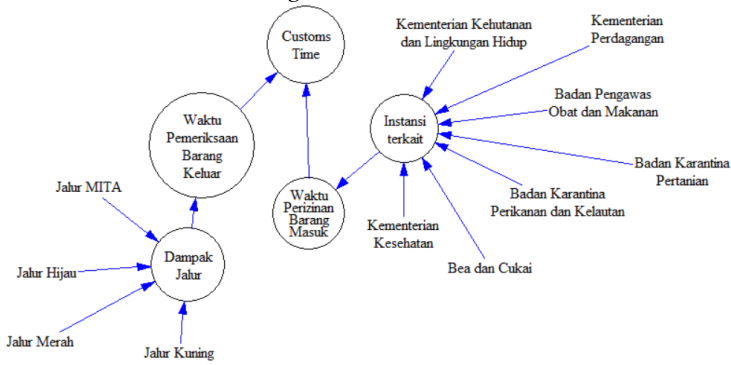 Customs
Time
Kementerian Kehutanan
dan Lingkungan Hidup
Kementerian
Perdagangan
Waktu
Pemeriksaan
Barang
Keluar
Instansi
terkait
Badan Pengawas
Obat dan Makanan
Badan Karantina
Pertanian
Jalur MITA
Waktu
Perizinan
Barang
Masuk
Badan Karantina
Perikanan dan Kelautan
Kementerian
Kesehatan
Bea dan Cukai
Dampak
Jalur
Jalur Hijau
Jalur Merah
Jalur Kuning